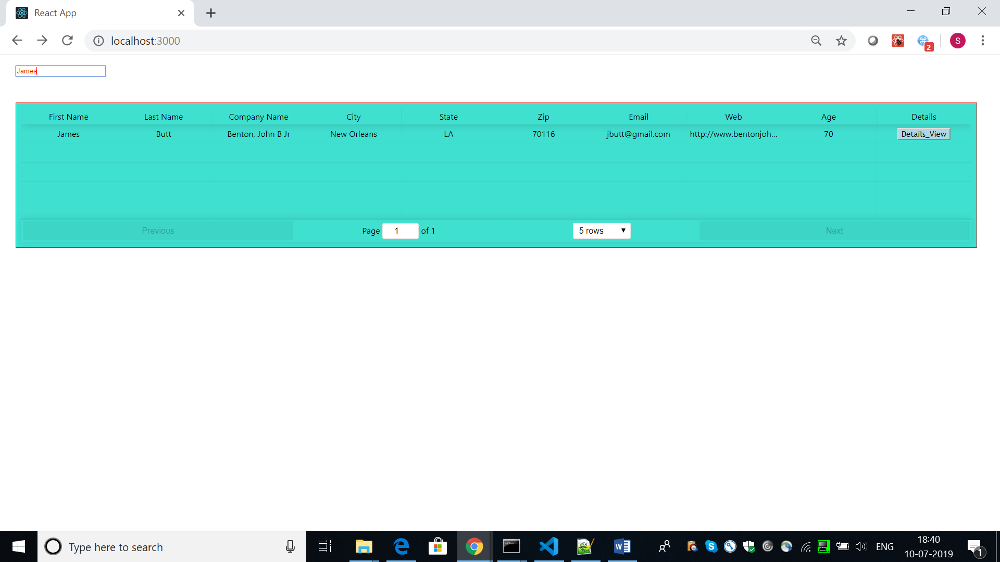 React App
localhost:3000
2
S
James
First Name Last Name Company Name City State Zip Email Web Age Details
James Butt Benton, John B Jr New Orleans LA 70116 jbutt@gmail.com http://www.bentonjoh... 70 Details_View
Previous Page 1 of 1 5 rows Next
Type here to search
ENG
18:40
10-07-2019
1